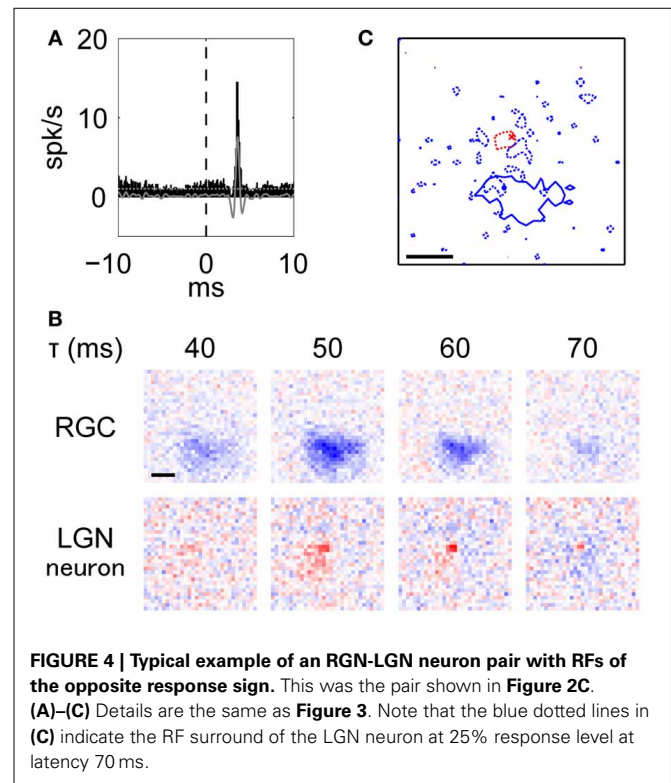 A
C
20
10
0
spk/s
−10 0 10
ms
B
τ (ms) 40 50 60 70
RGC
LGN
neuron
FIGURE 4 | Typical example of an RGN-LGN neuron pair with RFs of
the opposite response sign. This was the pair shown in Figure 2C.
(A)–(C) Details are the same as Figure 3. Note that the blue dotted lines in
(C) indicate the RF surround of the LGN neuron at 25% response level at
latency 70 ms.